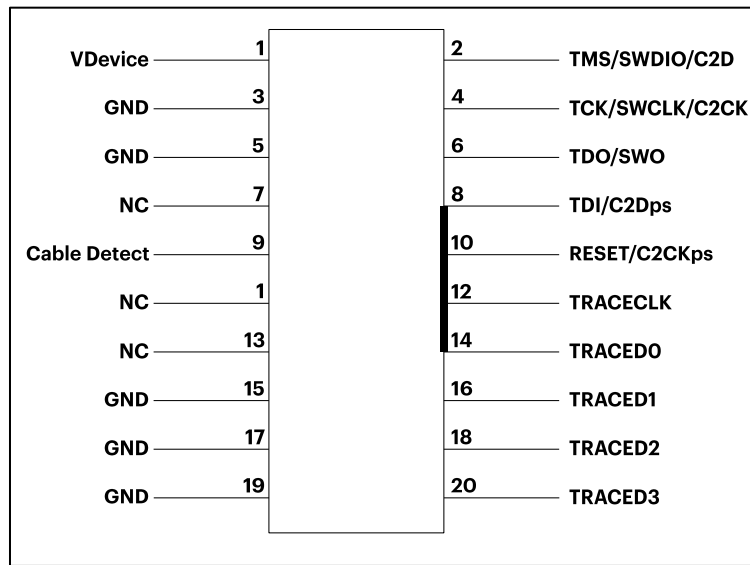 VDevice 1 2 TMS/SWDIO/C2D
GND 3 4 TCK/SWCLK/C2CK
GND 5 6 TDO/SWO
NC 7 8 TDI/C2Dps
Cable Detect 9 10 RESET/C2CKps
NC 1 12 TRACECLK
NC 13 14 TRACED0
GND 15 16 TRACED1
GND 17 18 TRACED2
GND 19 20 TRACED3